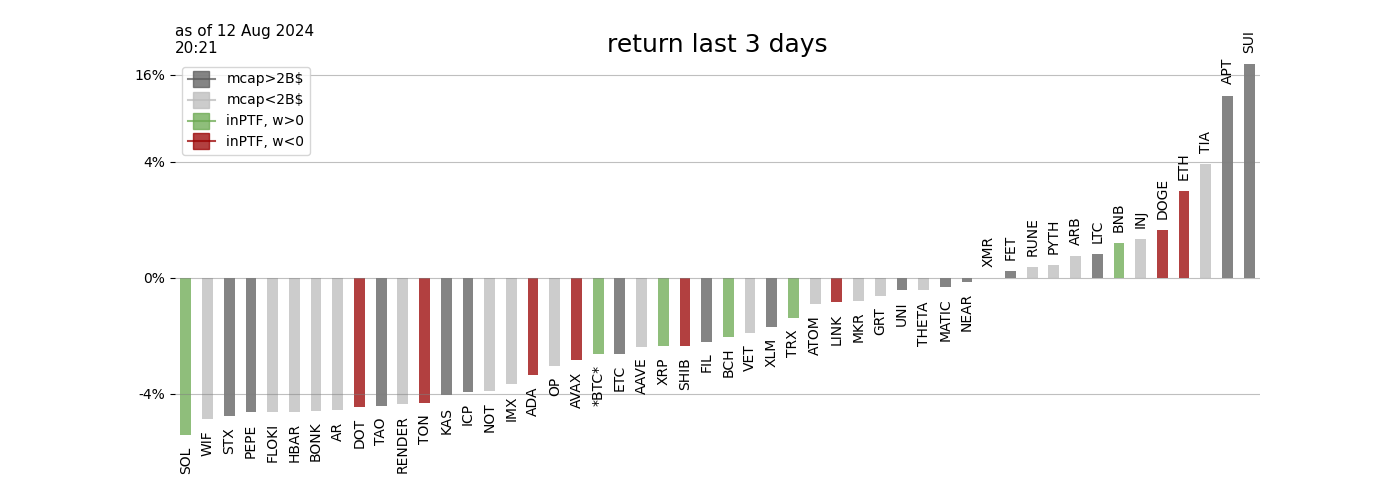 as of 12 Aug 2024
20:21
return last 3 days
mcap>2B$
mcap<2B$
inPTF, w>0
inPTF, w<0
16%
4%
0%
-4%
SOL
WIF
STX
PEPE
FLOKI
HBAR
BONK
AR
DOT
TAO
RENDER
TON
KAS
ICP
NOT
IMX
ADA
OP
AVAX
*BTC*
ETC
AAVE
XRP
SHIB
FIL
BCH
VET
XLM
TRX
ATOM
LINK
MKR
GRT
UNI
THETA
MATIC
NEAR
XMR
FET
RUNE
PYTH
ARB
LTC
BNB
INJ
DOGE
ETH
TIA
APT
SUI